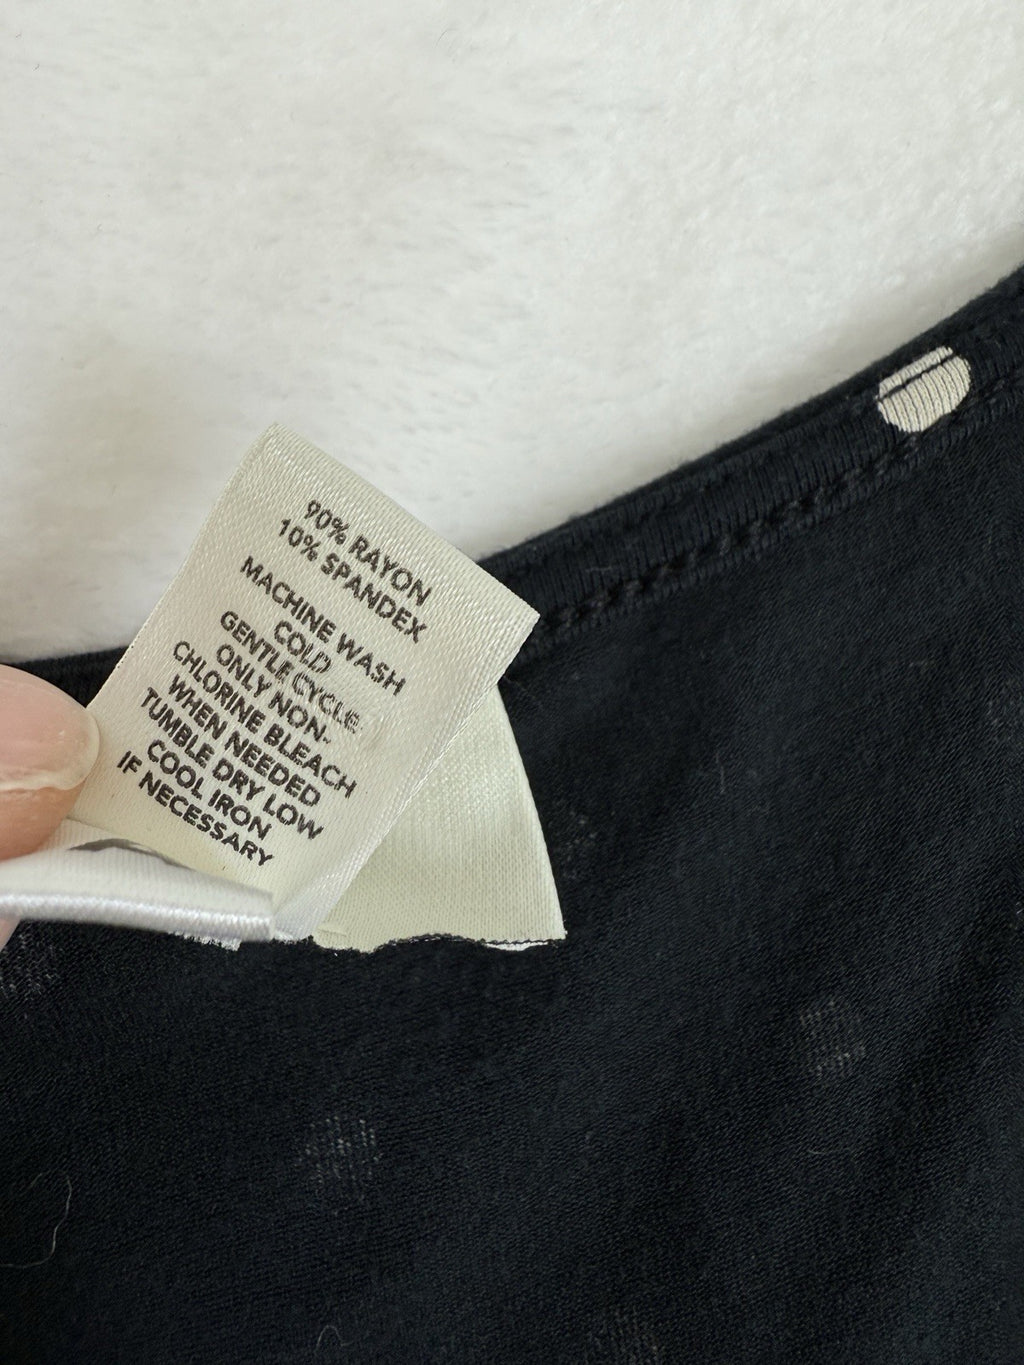 90% RAYON
10% SPANDEX
MACHINE WASH
COLD
GENTLE CYCLE
ONLY NON-
CHLORINE BLEACH
WHEN NEEDED
TUMBLE DRY LOW
COOL IRON
IF NECESSARY